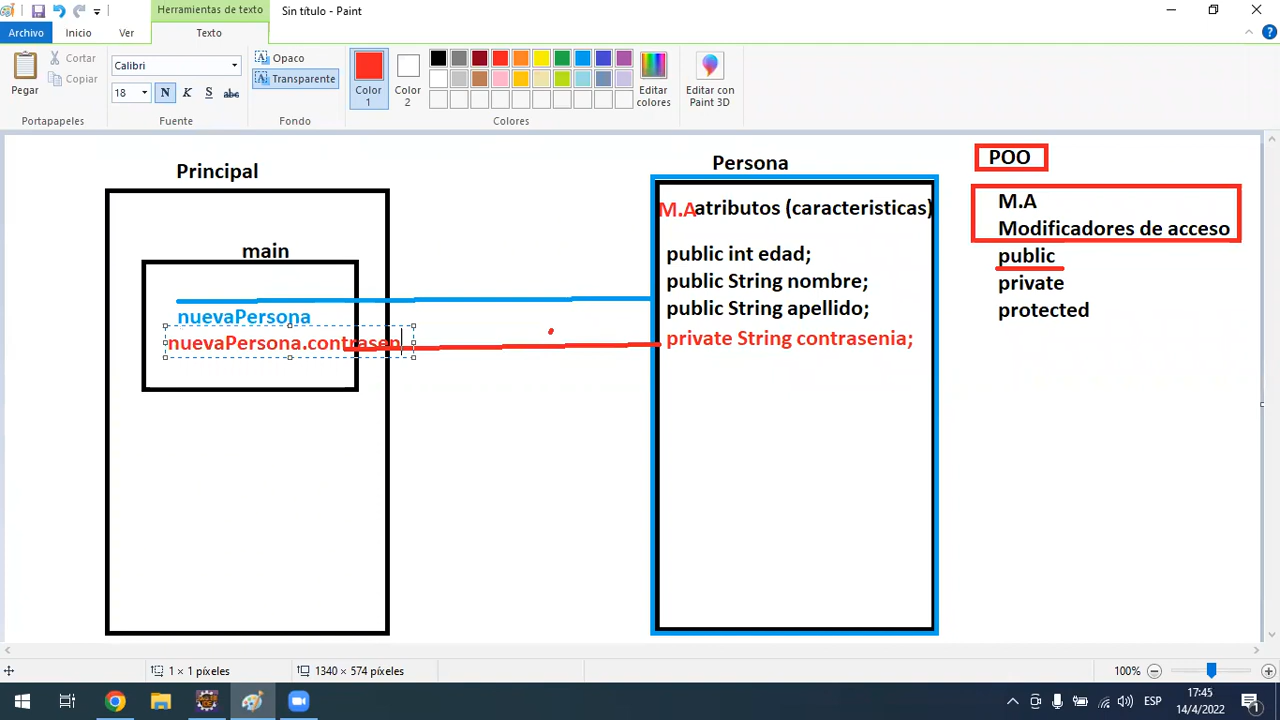 Herramientas de texto
Sin título - Paint
Archivo
Inicio
Ver
Texto
Pegar
Cortar
Copiar
Portapapeles
Calibri
18
N K S abc
Fuente
Opaco
Transparente
Fondo
Color 1
Color 2
Colores
Editar colores
Editar con Paint 3D
Principal
main
nuevaPersona
nuevaPersona.contrasen
Persona
M.A atributos (caracteristicas)
public int edad;
public String nombre;
public String apellido;
private String contrasenia;
POO
M.A
Modificadores de acceso
public
private
protected
1 × 1 píxeles
1340 × 574 píxeles
100%
ESP
17:45
14/4/2022
1